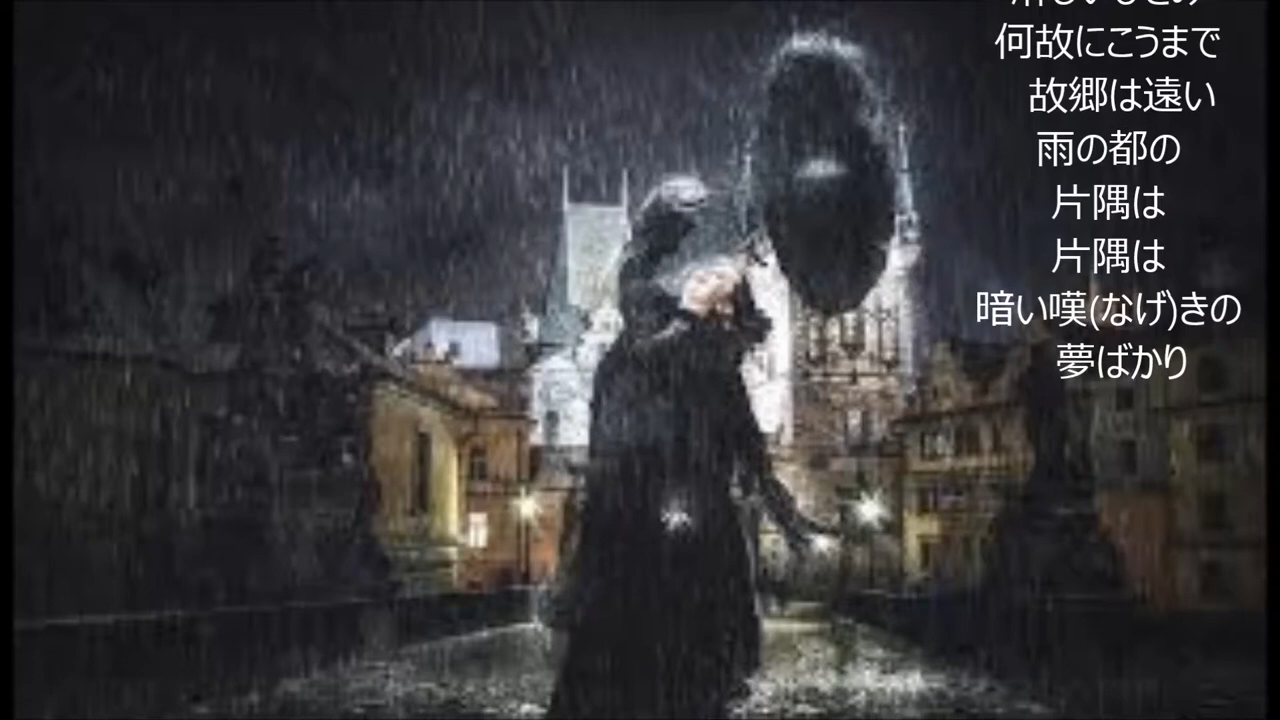 何故にこうまで
故郷は遠い
雨の都の
片隅は
片隅は
暗い嘆(なげ)きの
夢ばかり